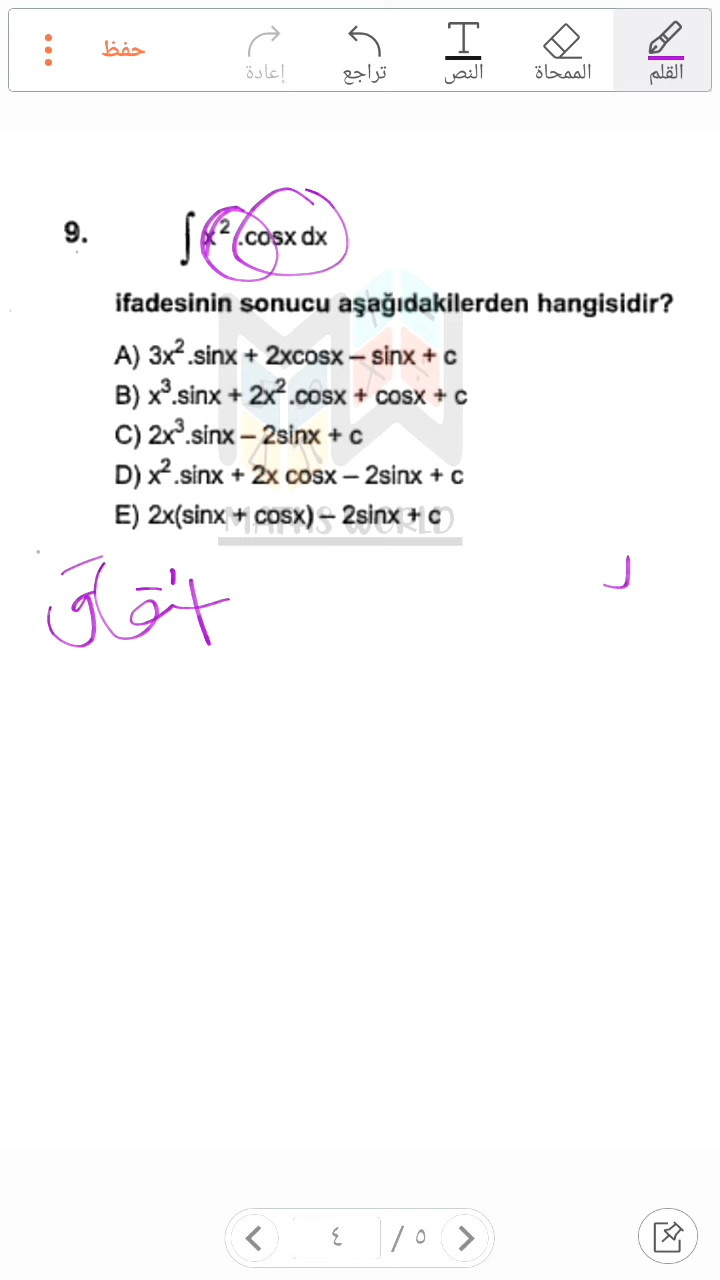 حفظ
إعادة
تراجع
النص
الممحاة
القلم
9. ∫ x².cosx dx
ifadesinin sonucu aşağıdakilerden hangisidir?
A) 3x².sinx + 2xcosx – sinx + c
B) x³.sinx + 2x².cosx + cosx + c
C) 2x³.sinx – 2sinx + c
D) x².sinx + 2x cosx – 2sinx + c
E) 2x(sinx + cosx) – 2sinx + c
MATHS WORLD
٤ / ٥